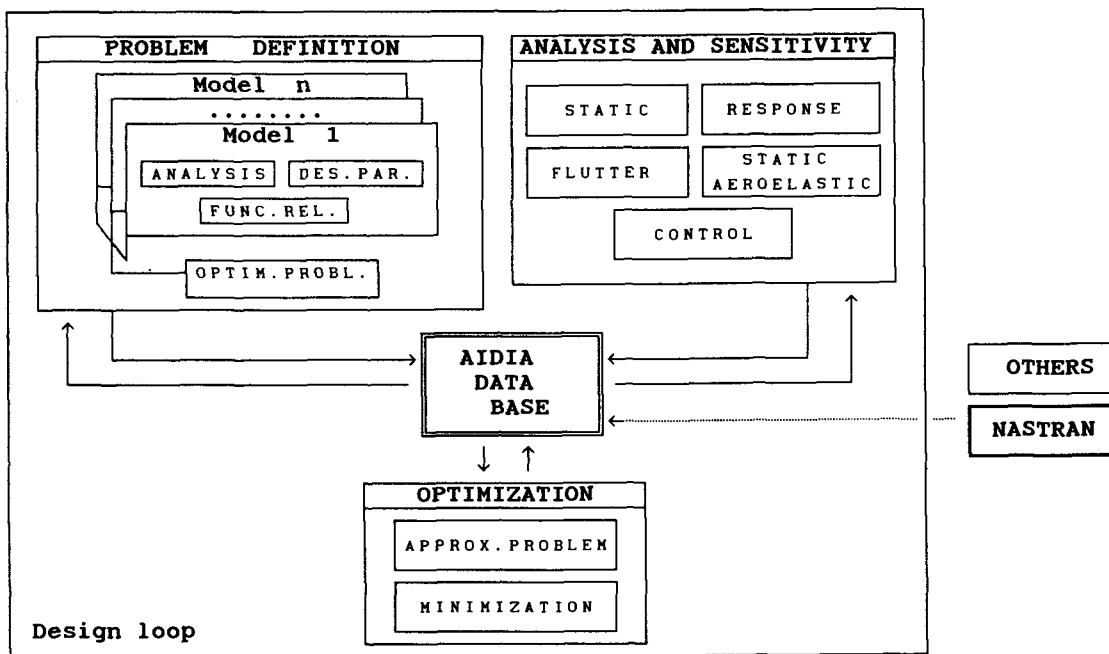 PROBLEM DEFINITION
Model n
........
Model 1
ANALYSIS
DES.PAR.
FUNC.REL.
OPTIM.PROBL.
ANALYSIS AND SENSITIVITY
STATIC
RESPONSE
FLUTTER
STATIC
AEROELASTIC
CONTROL
AIDIA
DATA
BASE
OTHERS
NASTRAN
OPTIMIZATION
APPROX.PROBLEM
MINIMIZATION
Design loop